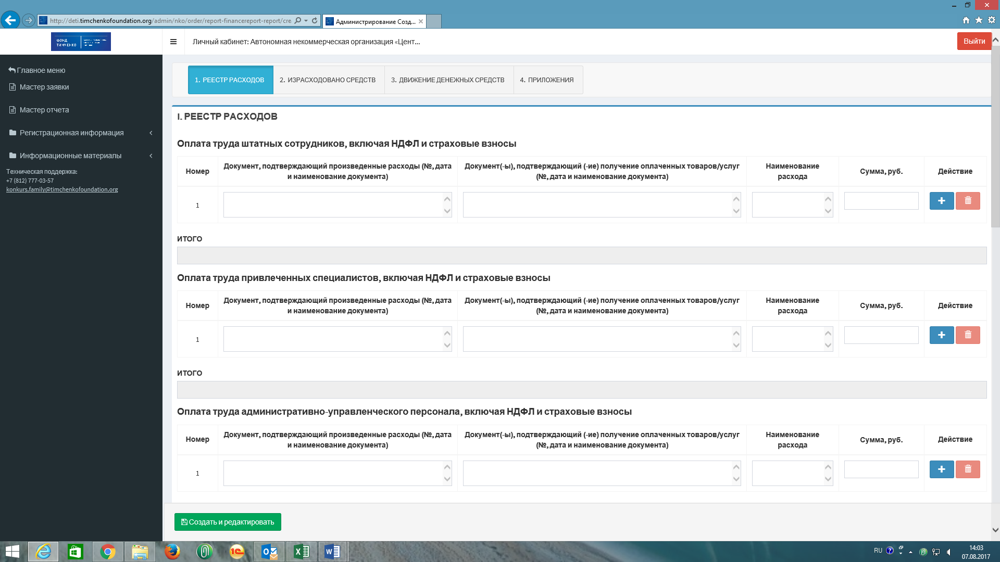 http://deti.timchenkofoundation.org/admin/nko/order/report-financereport-report/cre
Администрирование Созд...
ФОНД
ТИМЧЕНКО
Личный кабинет: Автономная некоммерческая организация «Цент...
Выйти
Главное меню
Мастер заявки
Мастер отчета
Регистрационная информация
Информационные материалы
Техническая поддержка:
+7 (812) 777-03-57
konkurs.family@timchenkofoundation.org
1. РЕЕСТР РАСХОДОВ
2. ИЗРАСХОДОВАНО СРЕДСТВ
3. ДВИЖЕНИЕ ДЕНЕЖНЫХ СРЕДСТВ
4. ПРИЛОЖЕНИЯ
I. РЕЕСТР РАСХОДОВ
Оплата труда штатных сотрудников, включая НДФЛ и страховые взносы
Номер
Документ, подтверждающий произведенные расходы (№, дата
и наименование документа)
Документ(-ы), подтверждающий (-ие) получение оплаченных товаров/услуг
(№, дата и наименование документа)
Наименование
расхода
Сумма, руб.
Действие
1
ИТОГО
Оплата труда привлеченных специалистов, включая НДФЛ и страховые взносы
Номер
Документ, подтверждающий произведенные расходы (№, дата
и наименование документа)
Документ(-ы), подтверждающий (-ие) получение оплаченных товаров/услуг
(№, дата и наименование документа)
Наименование
расхода
Сумма, руб.
Действие
1
ИТОГО
Оплата труда административно-управленческого персонала, включая НДФЛ и страховые взносы
Номер
Документ, подтверждающий произведенные расходы (№, дата
и наименование документа)
Документ(-ы), подтверждающий (-ие) получение оплаченных товаров/услуг
(№, дата и наименование документа)
Наименование
расхода
Сумма, руб.
Действие
1
Создать и редактировать
RU
14:03
07.08.2017